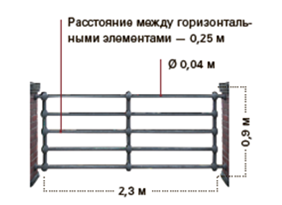 Расстояние между горизонталь-
ными элементами — 0,25 м
Ø 0,04 м
0,9 м
2,3 м